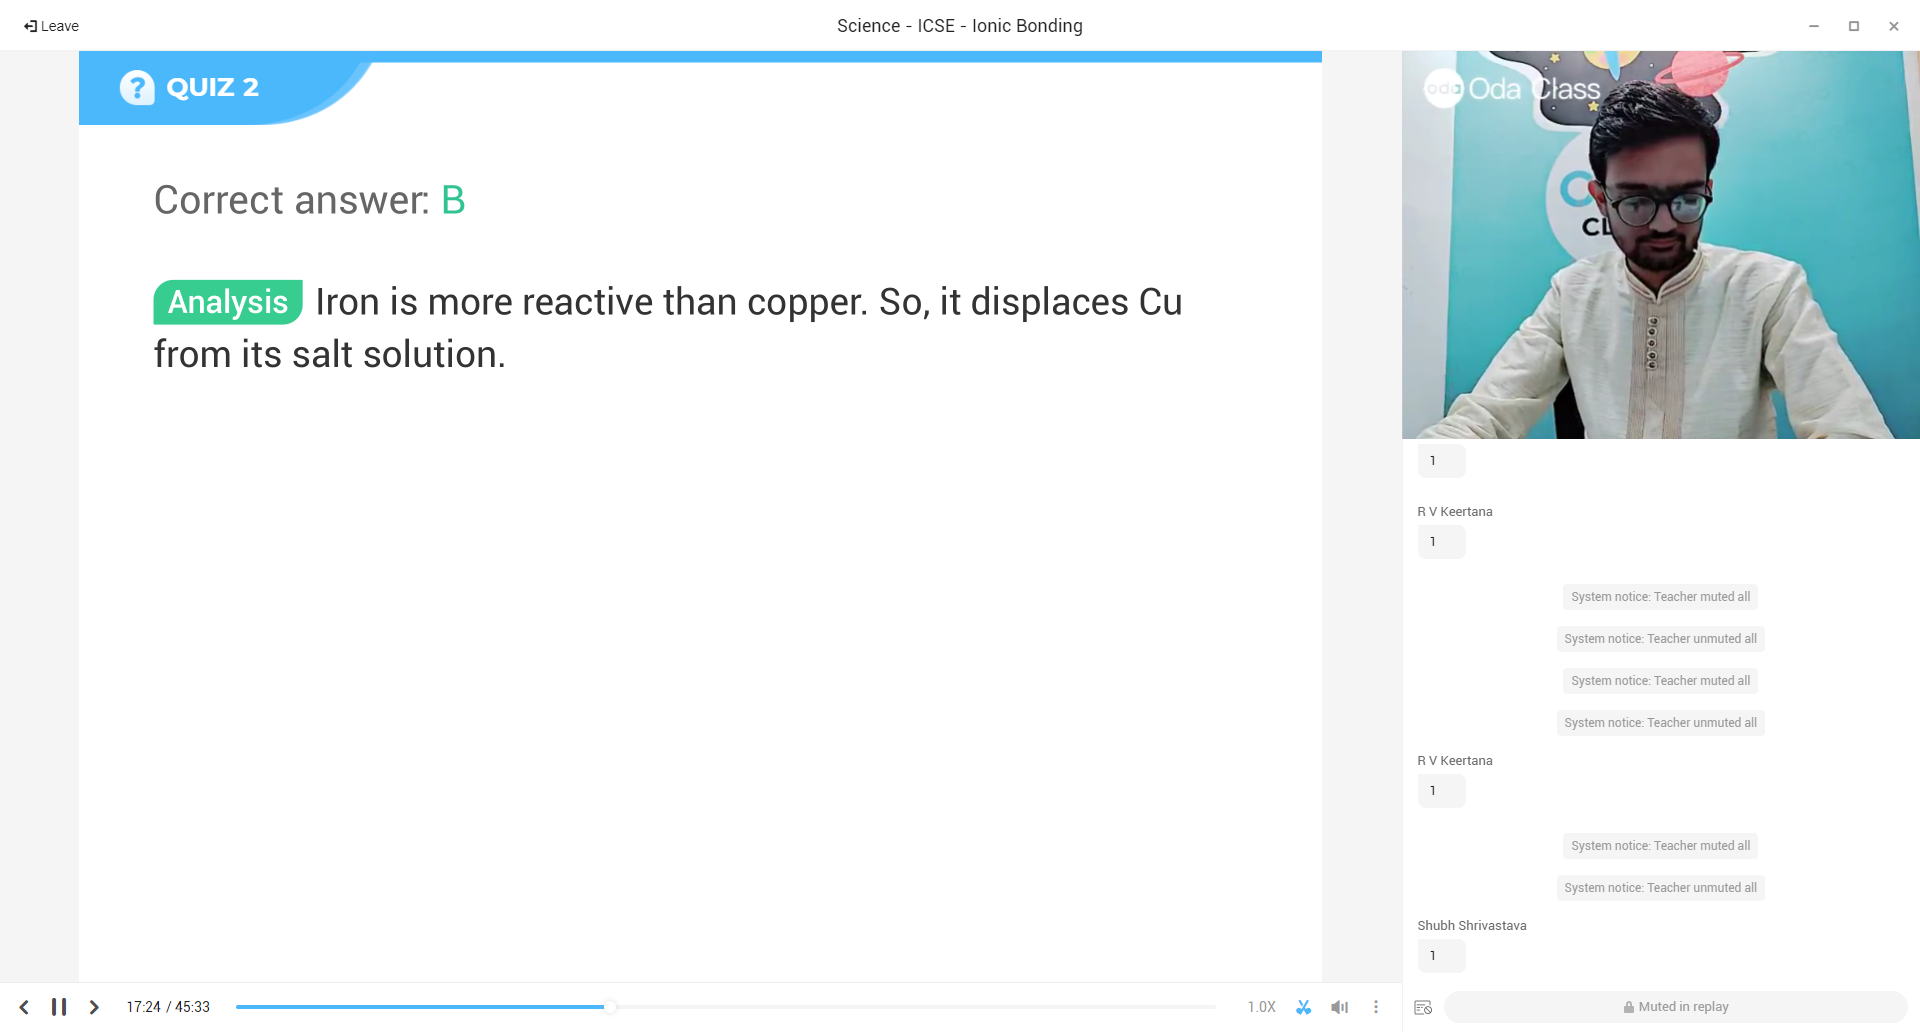 Leave
Science - ICSE - Ionic Bonding
? QUIZ 2
Correct answer: B
Analysis Iron is more reactive than copper. So, it displaces Cu
from its salt solution.
oda Oda Class
CL
1
R V Keertana
1
System notice: Teacher muted all
System notice: Teacher unmuted all
System notice: Teacher muted all
System notice: Teacher unmuted all
R V Keertana
1
System notice: Teacher muted all
System notice: Teacher unmuted all
Shubh Shrivastava
1
17:24 / 45:33
1.0X
Muted in replay